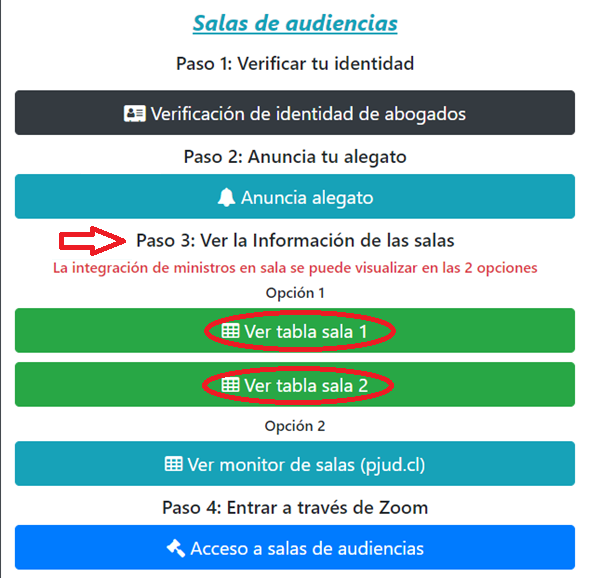 Salas de audiencias
Paso 1: Verificar tu identidad
Verificación de identidad de abogados
Paso 2: Anuncia tu alegato
Anuncia alegato
Paso 3: Ver la Información de las salas
La integración de ministros en sala se puede visualizar en las 2 opciones
Opción 1
Ver tabla sala 1
Ver tabla sala 2
Opción 2
Ver monitor de salas (pjud.cl)
Paso 4: Entrar a través de Zoom
Acceso a salas de audiencias